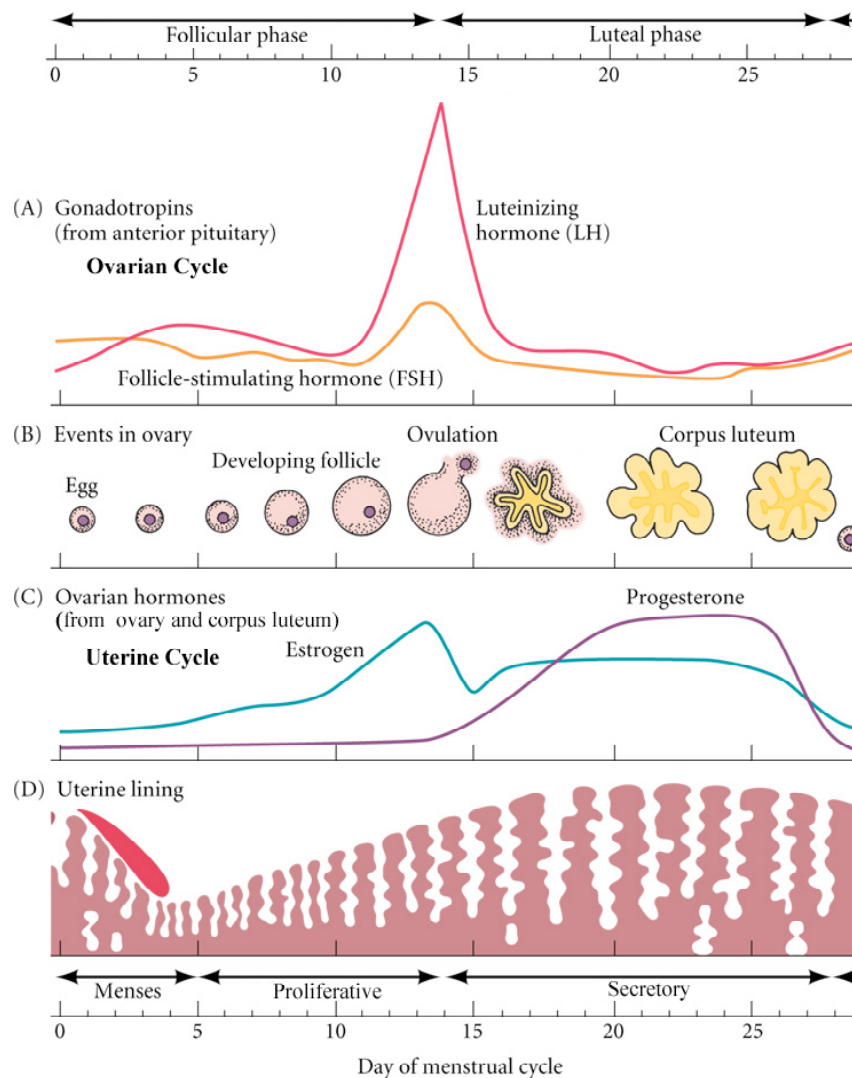 Follicular phase
Luteal phase
0 5 10 15 20 25
(A) Gonadotropins
(from anterior pituitary)
Ovarian Cycle
Luteinizing
hormone (LH)
Follicle-stimulating hormone (FSH)
(B) Events in ovary
Ovulation
Corpus luteum
Developing follicle
Egg
(C) Ovarian hormones
(from ovary and corpus luteum)
Uterine Cycle
Estrogen
Progesterone
(D) Uterine lining
Menses
Proliferative
Secretory
0 5 10 15 20 25
Day of menstrual cycle